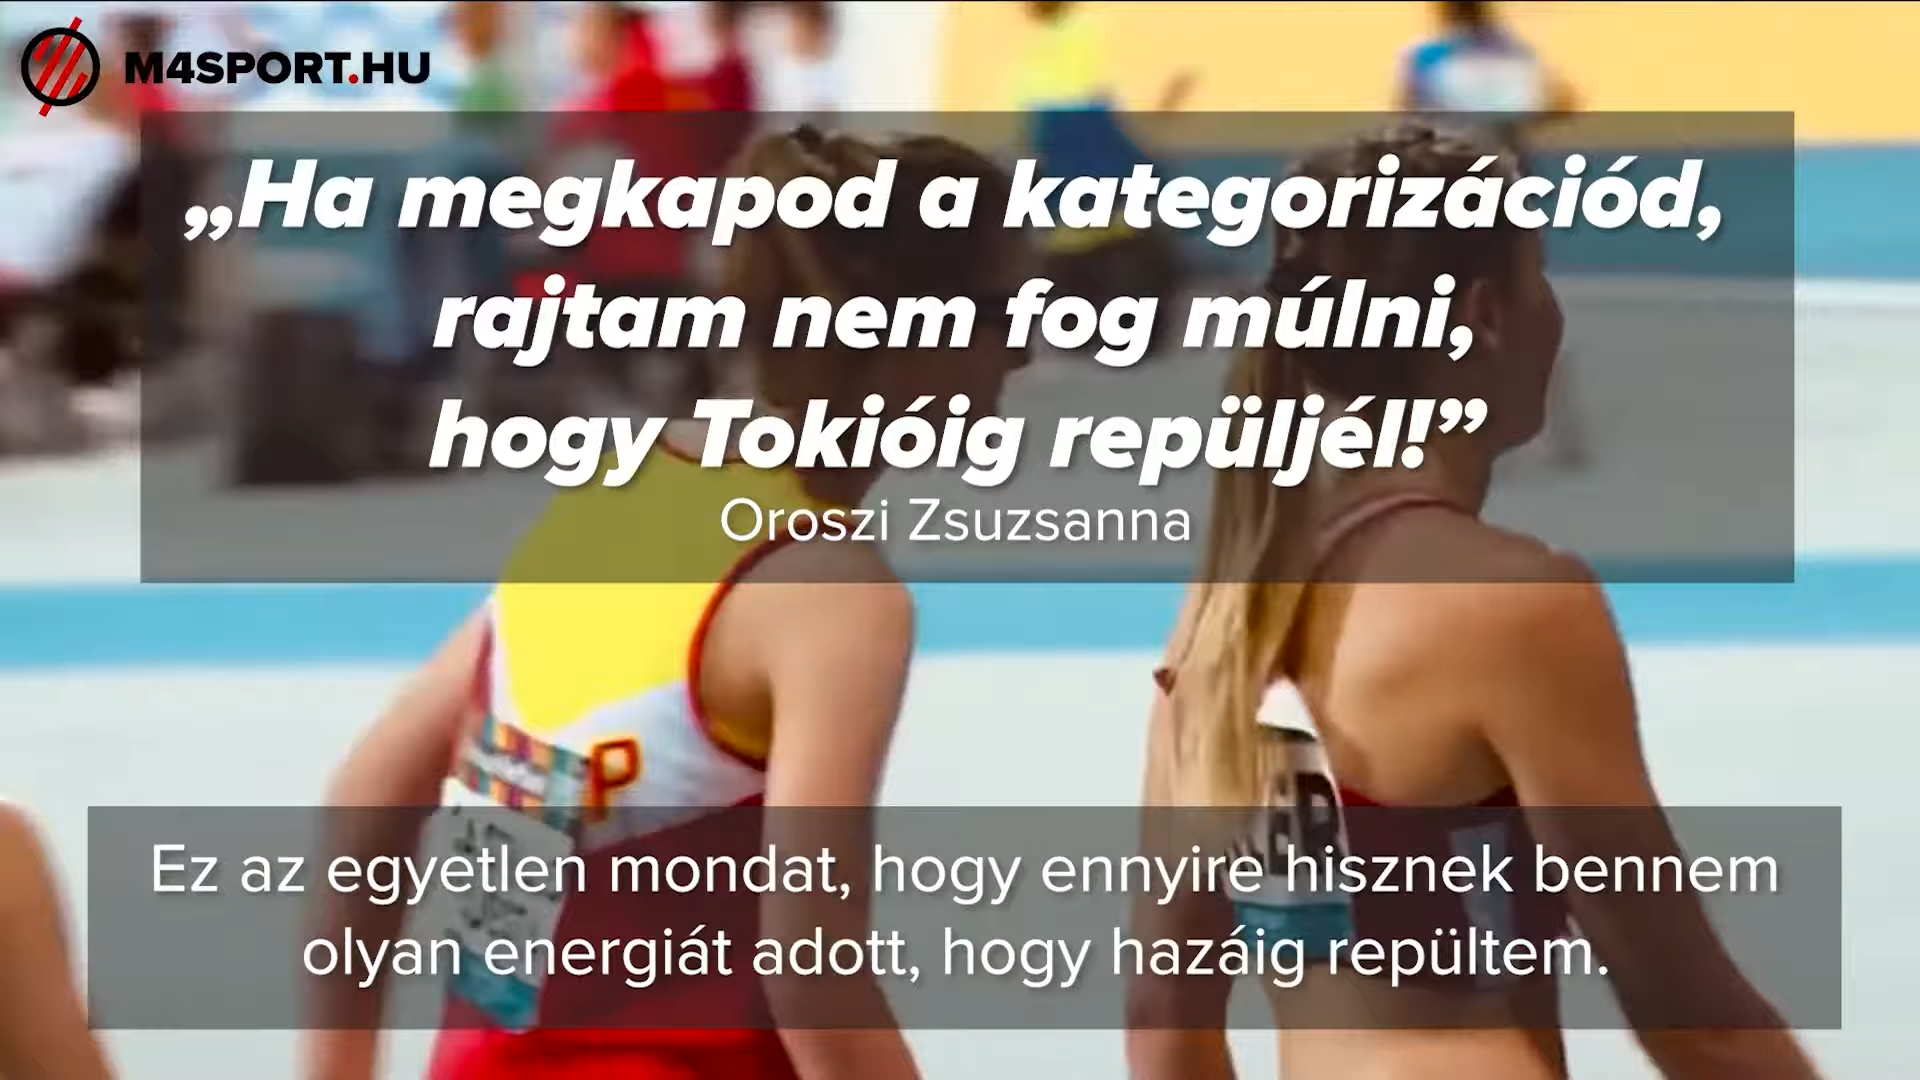 M4SPORT.HU
„Ha megkapod a kategorizációd,
rajtam nem fog múlni,
hogy Tokióig repüljél!”
Oroszi Zsuzsanna
P
Ez az egyetlen mondat, hogy ennyire hisznek bennem
olyan energiát adott, hogy hazáig repültem.